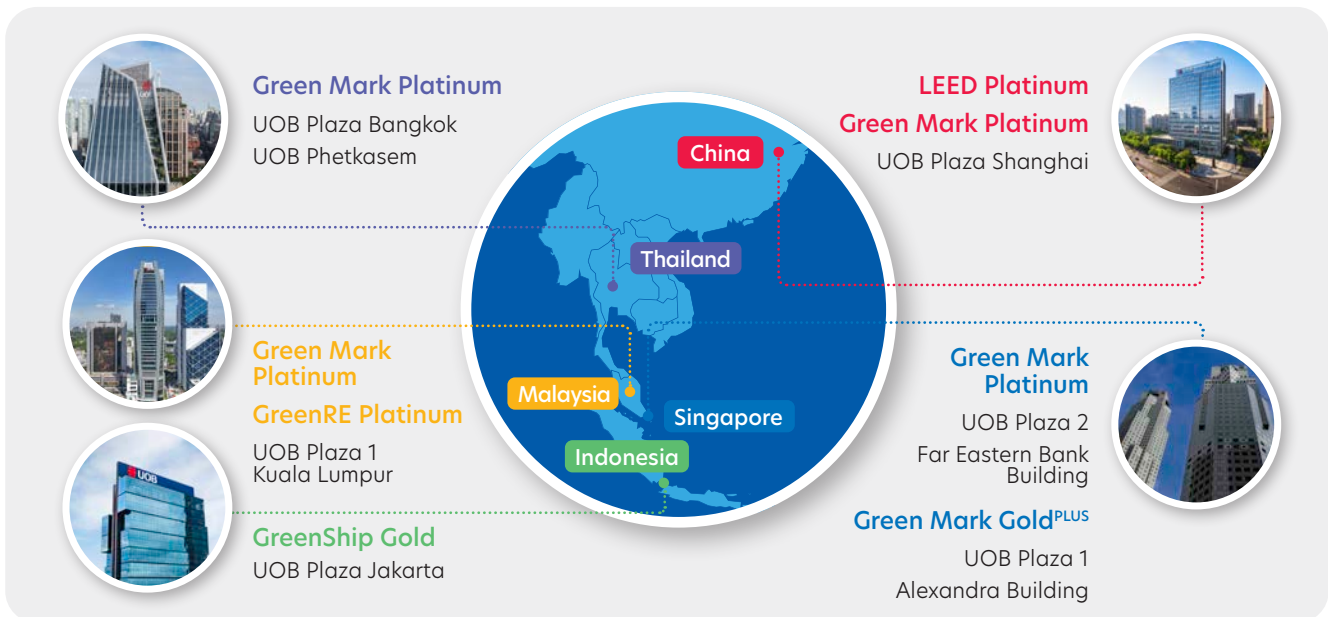 Green Mark Platinum
UOB Plaza Bangkok
UOB Phetkasem
Green Mark
Platinum
GreenRE Platinum
UOB Plaza 1
Kuala Lumpur
UOB
GreenShip Gold
UOB Plaza Jakarta
China
Thailand
Malaysia
Singapore
Indonesia
LEED Platinum
Green Mark Platinum
UOB Plaza Shanghai
Green Mark
Platinum
UOB Plaza 2
Far Eastern Bank
Building
Green Mark Gold PLUS
UOB Plaza 1
Alexandra Building